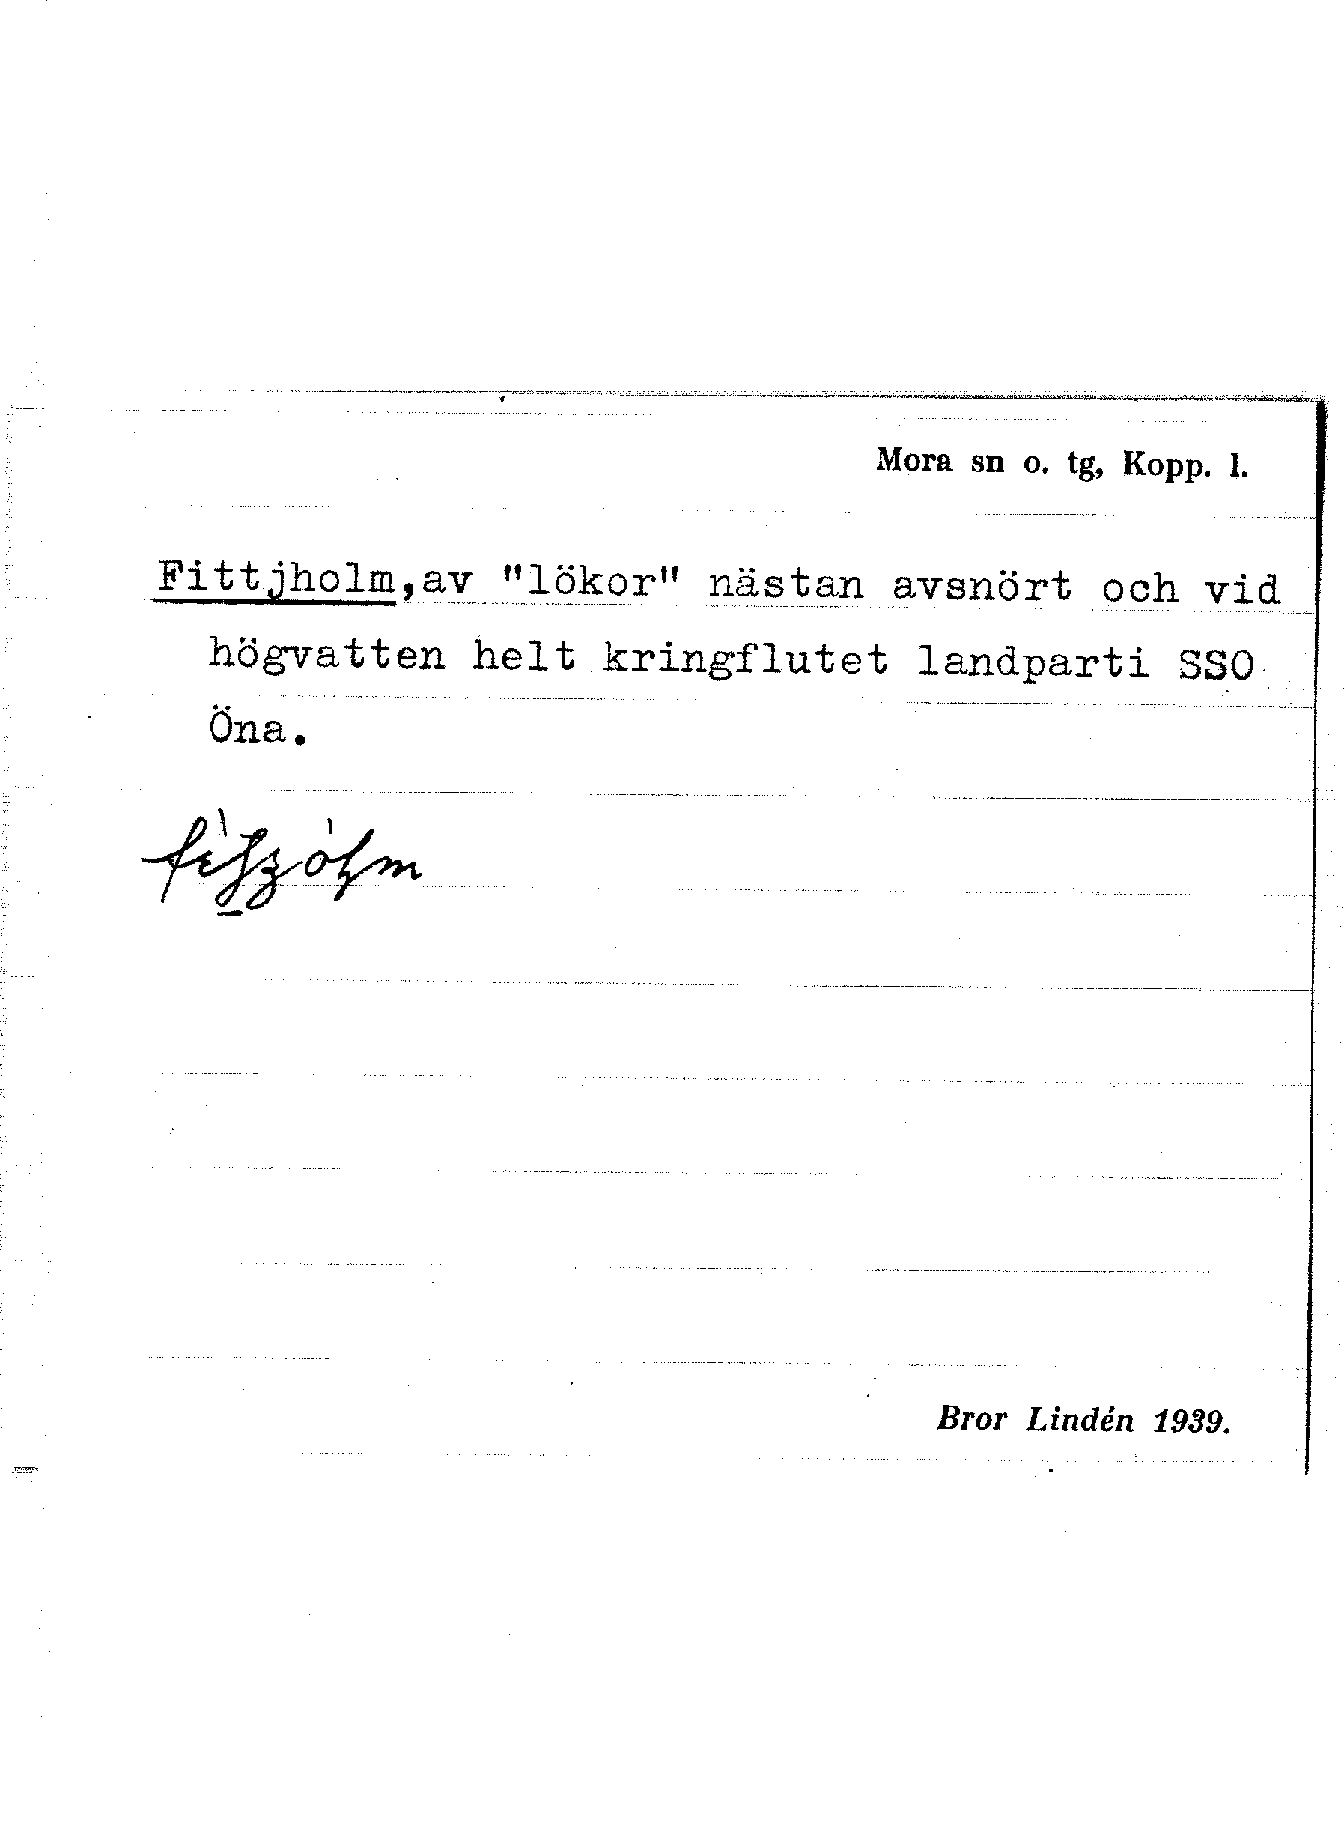 Mora sn o. tg, Kopp. l.
Fittjholm,av "lökor" nästan avsnört och vid
högvatten helt kringflutet landparti SSO
Öna.
Bror Lindén 1939.